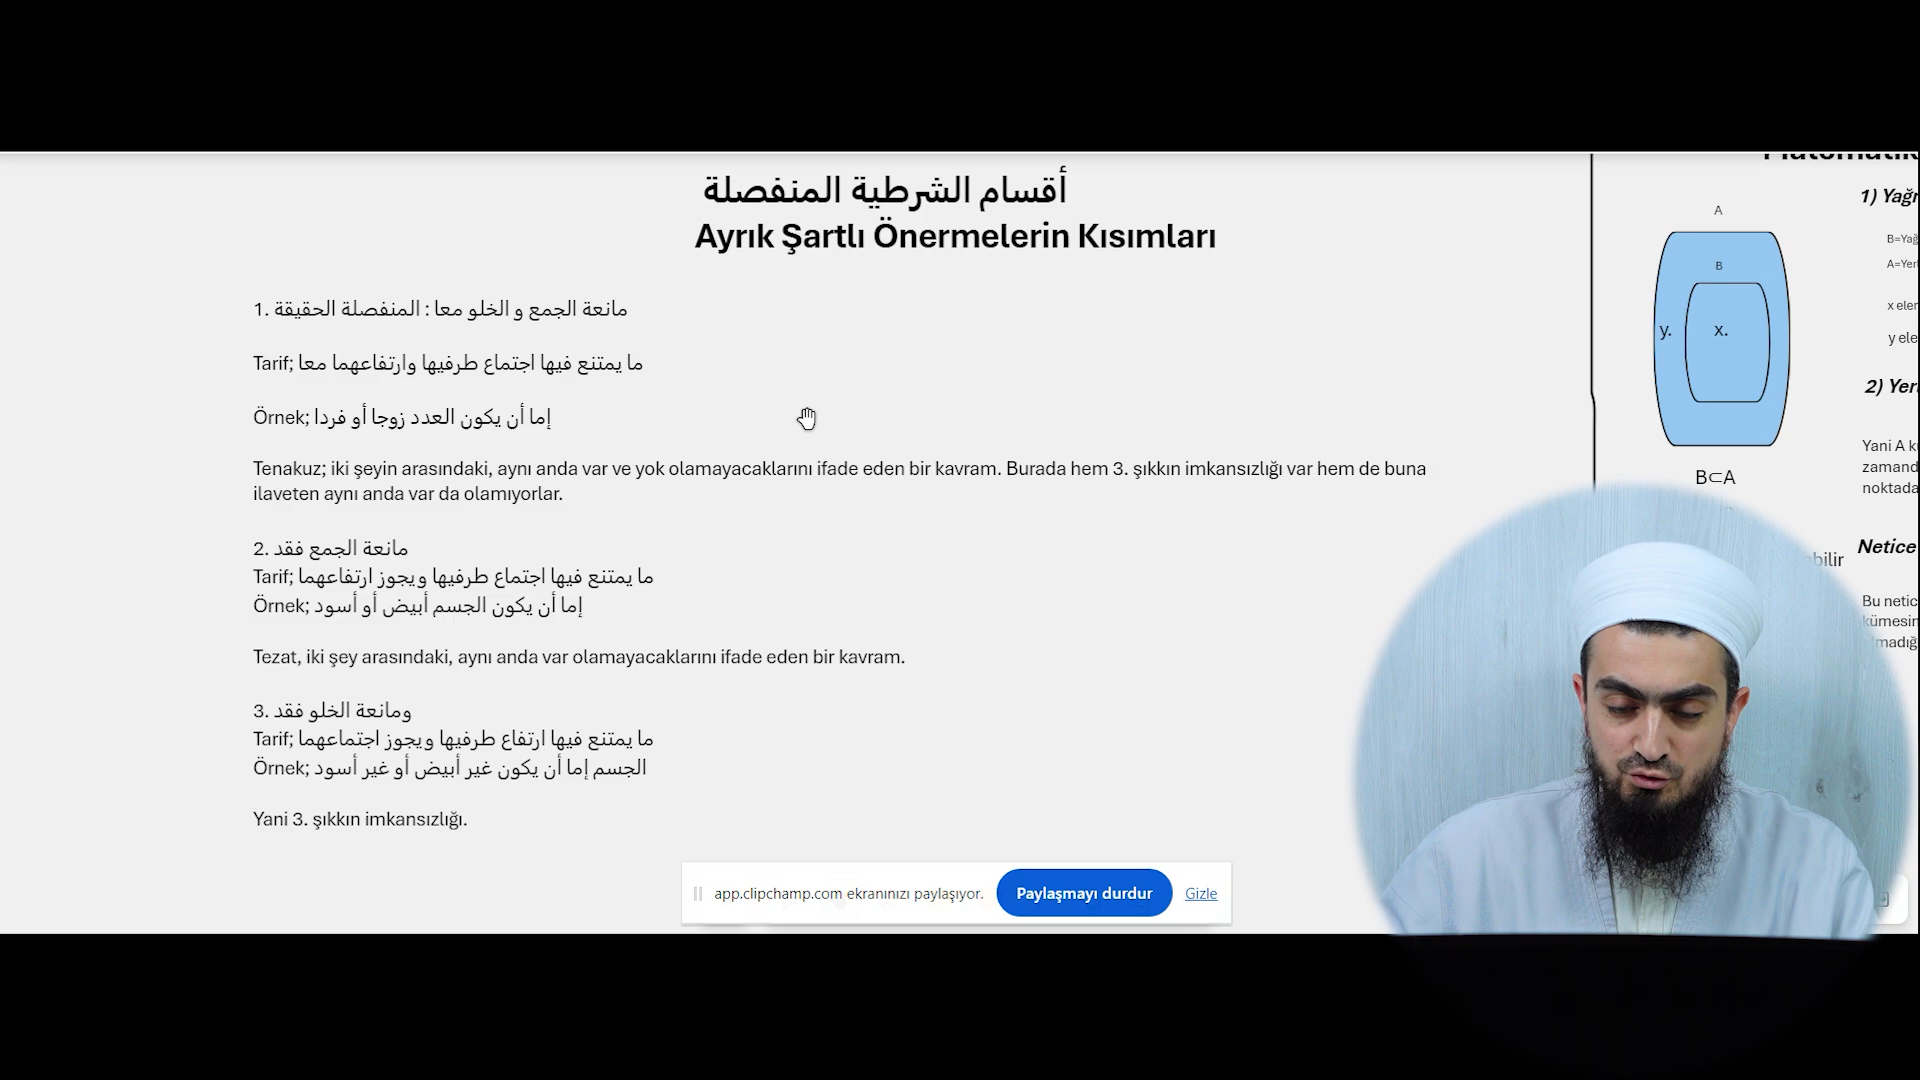 أقسام الشرطية المنفصلة
Ayrık Şartlı Önermelerin Kısımları
1. مانعة الجمع و الخلو معا : المنفصلة الحقيقة
Tarif; ما يمتنع فيها اجتماع طرفيها وارتفاعهما معا
Örnek; إما أن يكون العدد زوجا أو فردا
Tenakuz; iki şeyin arasındaki, aynı anda var ve yok olamayacaklarını ifade eden bir kavram. Burada hem 3. şıkkın imkansızlığı var hem de buna
ilaveten aynı anda var da olamıyorlar.
2. مانعة الجمع فقد
Tarif; ما يمتنع فيها اجتماع طرفيها ويجوز ارتفاعهما
Örnek; إما أن يكون الجسم أبيض أو أسود
Tezat, iki şey arasındaki, aynı anda var olamayacaklarını ifade eden bir kavram.
3. ومانعة الخلو فقد
Tarif; ما يمتنع فيها ارتفاع طرفيها ويجوز اجتماعهما
Örnek; الجسم إما أن يكون غير أبيض أو غير أسود
Yani 3. şıkkın imkansızlığı.
app.clipchamp.com ekranınızı paylaşıyor.
Paylaşmayı durdur
Gizle
A
B
y.
x.
B⊂A
1) Yağ
B=Yağ
A=Yer
x eler
y ele
2) Yer
Yani A k
zamand
noktada
Netice
Bu netic
kümesin